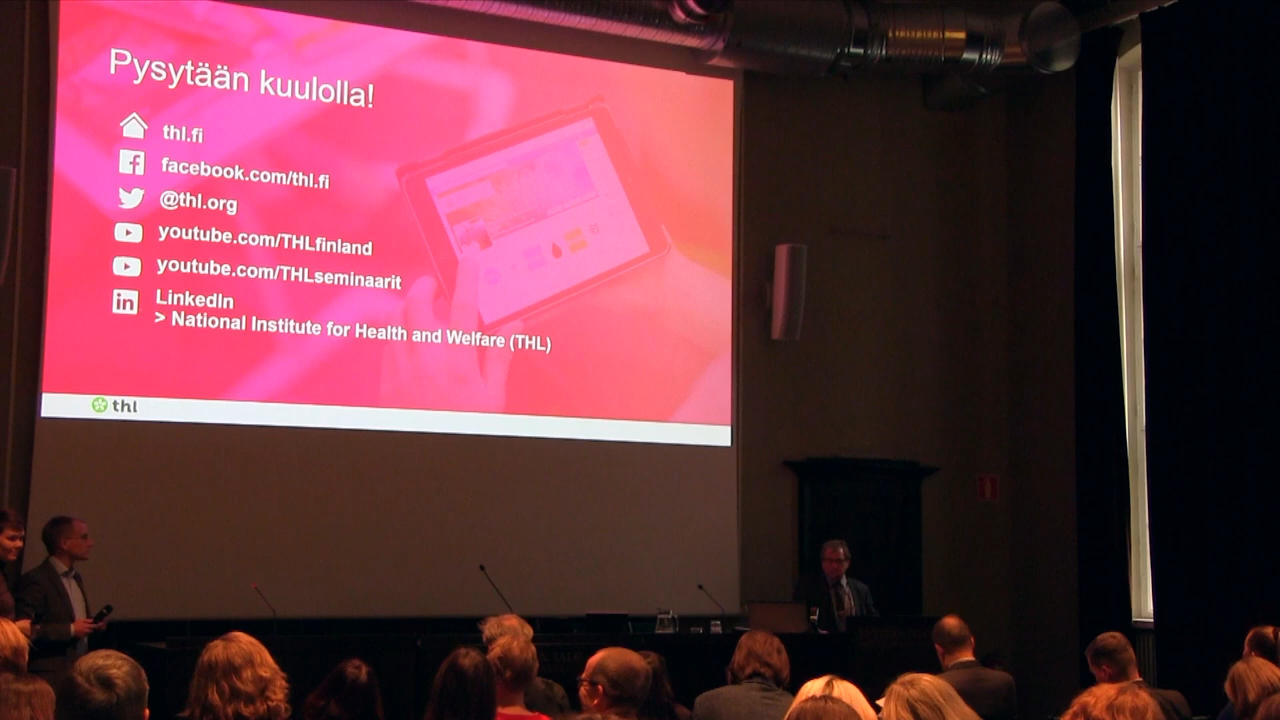 Pysytään kuulolla!
thl.fi
facebook.com/thl.fi
@thl.org
youtube.com/THLfinland
youtube.com/THLseminaarit
LinkedIn
> National Institute for Health and Welfare (THL)
thl